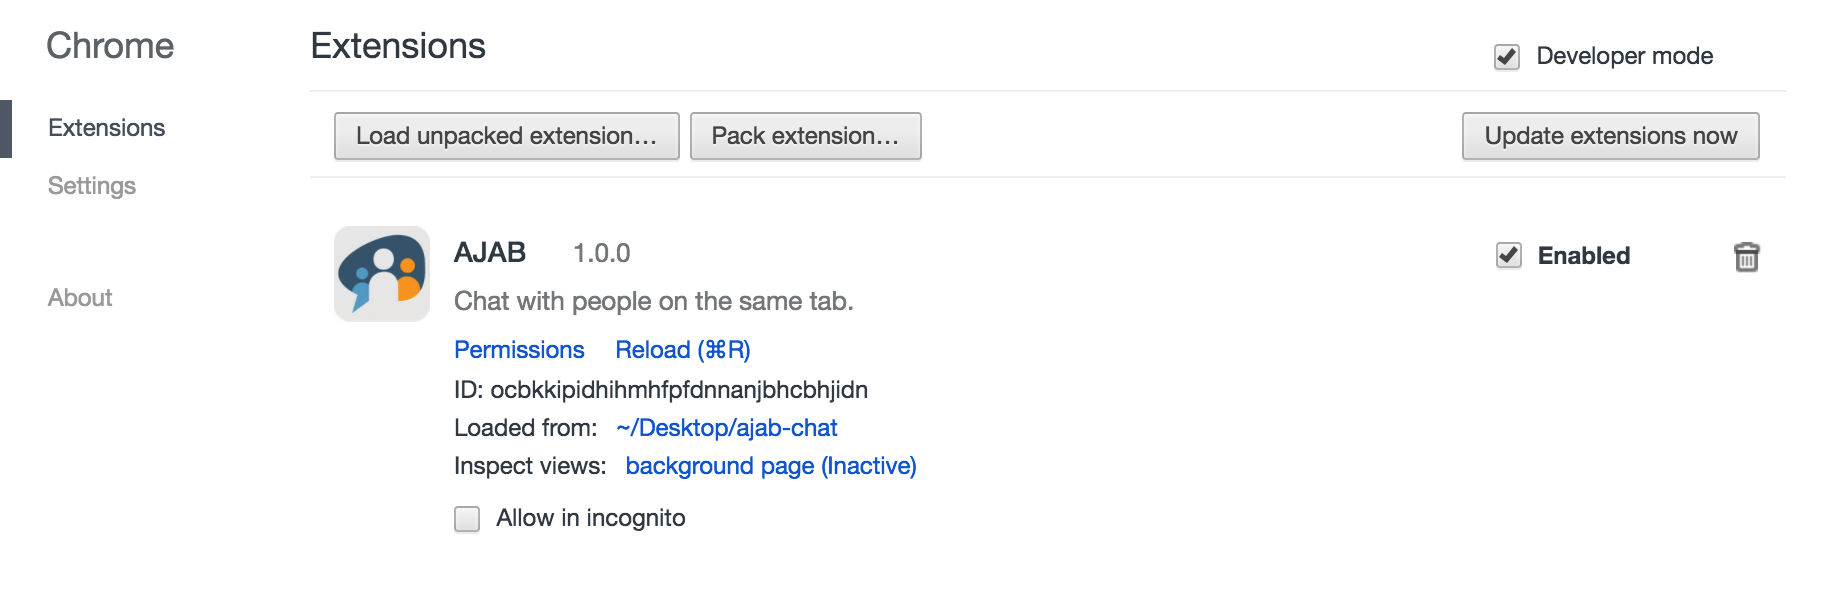 Chrome
Extensions
Developer mode
Extensions
Load unpacked extension...
Pack extension...
Update extensions now
Settings
AJAB 1.0.0
Enabled
Chat with people on the same tab.
About
Permissions Reload (⌘R)
ID: ocbkkipidhihmhfpfdnnanjbhcbhjidn
Loaded from: ~/Desktop/ajab-chat
Inspect views: background page (Inactive)
Allow in incognito